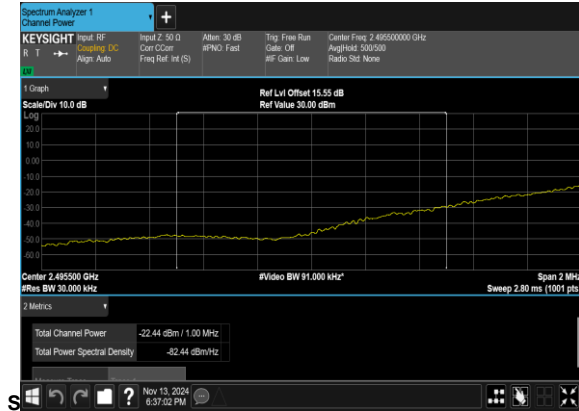 Spectrum Analyzer 1
Channel Power
+
KEYSIGHT Input: RF Input Z: 50 Ω Atten: 30 dB Trig: Free Run Center Freq: 2.495500000 GHz
R T Coupling: DC Corr CCorr #PNO: Fast Gate: Off Avg|Hold: 500/500
Align: Auto Freq Ref: Int (S) #IF Gain: Low Radio Std: None
1 Graph Ref Lvl Offset 15.55 dB
Scale/Div 10.0 dB Ref Value 30.00 dBm
Log
20.0
10.0
0.00
-10.0
-20.0
-30.0
-40.0
-50.0
-60.0
Center 2.495500 GHz #Video BW 91.000 kHz* Span 2 MHz
#Res BW 30.000 kHz Sweep 2.80 ms (1001 pts
2 Metrics
Total Channel Power -22.44 dBm / 1.00 MHz
Total Power Spectral Density -82.44 dBm/Hz
S ? Nov 13, 2024
6:37:02 PM